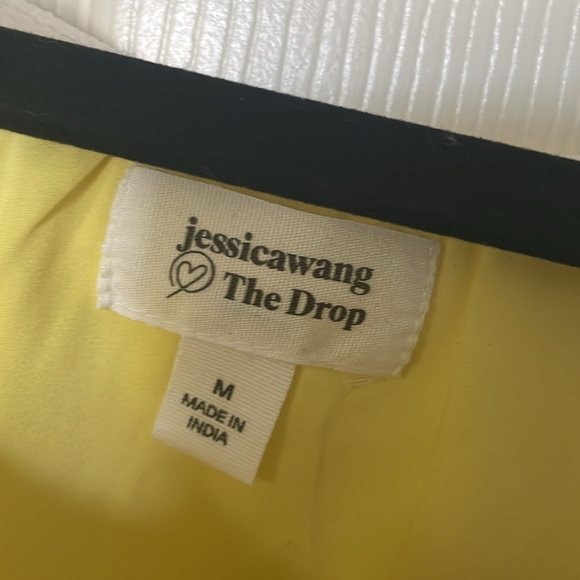 jessicawang
The Drop
M
MADE IN
INDIA